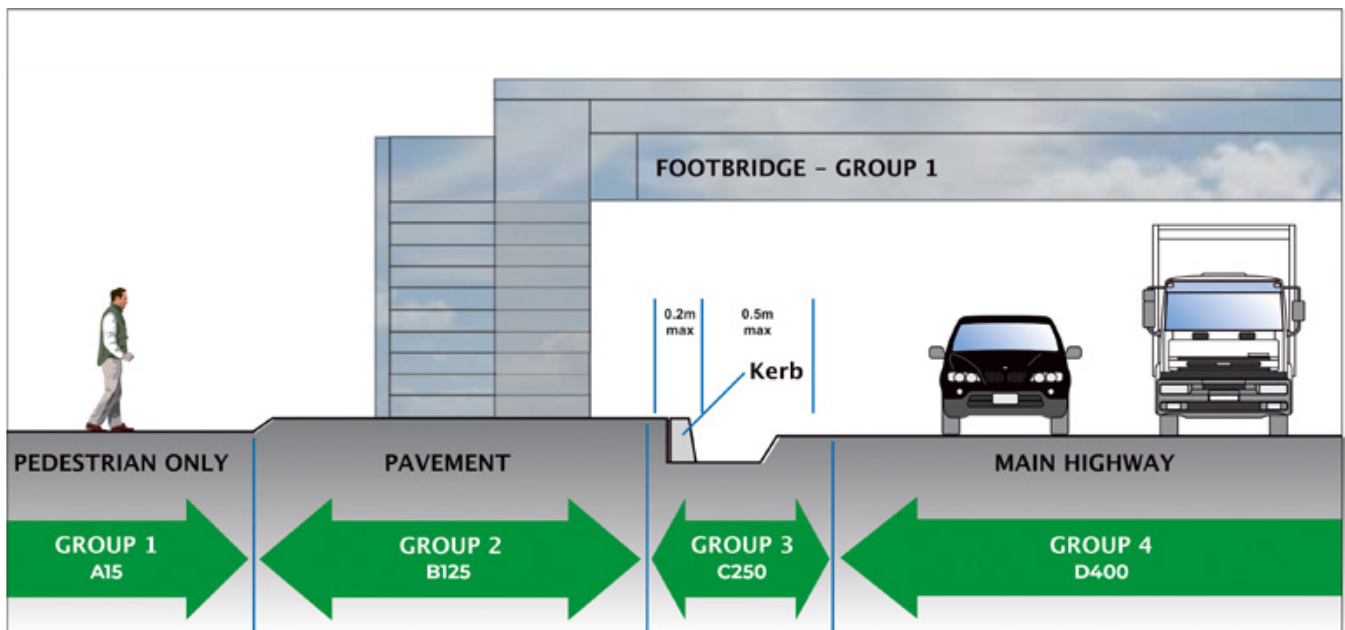 FOOTBRIDGE – GROUP 1
0.2m
max
0.5m
max
Kerb
PEDESTRIAN ONLY
PAVEMENT
MAIN HIGHWAY
GROUP 1
A15
GROUP 2
B125
GROUP 3
C250
GROUP 4
D400